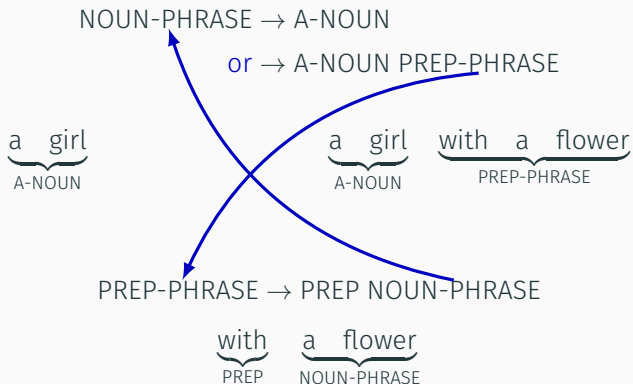 NOUN-PHRASE → A-NOUN
or → A-NOUN PREP-PHRASE
a girl a girl with a flower
A-NOUN A-NOUN PREP-PHRASE
PREP-PHRASE → PREP NOUN-PHRASE
with a flower
PREP NOUN-PHRASE